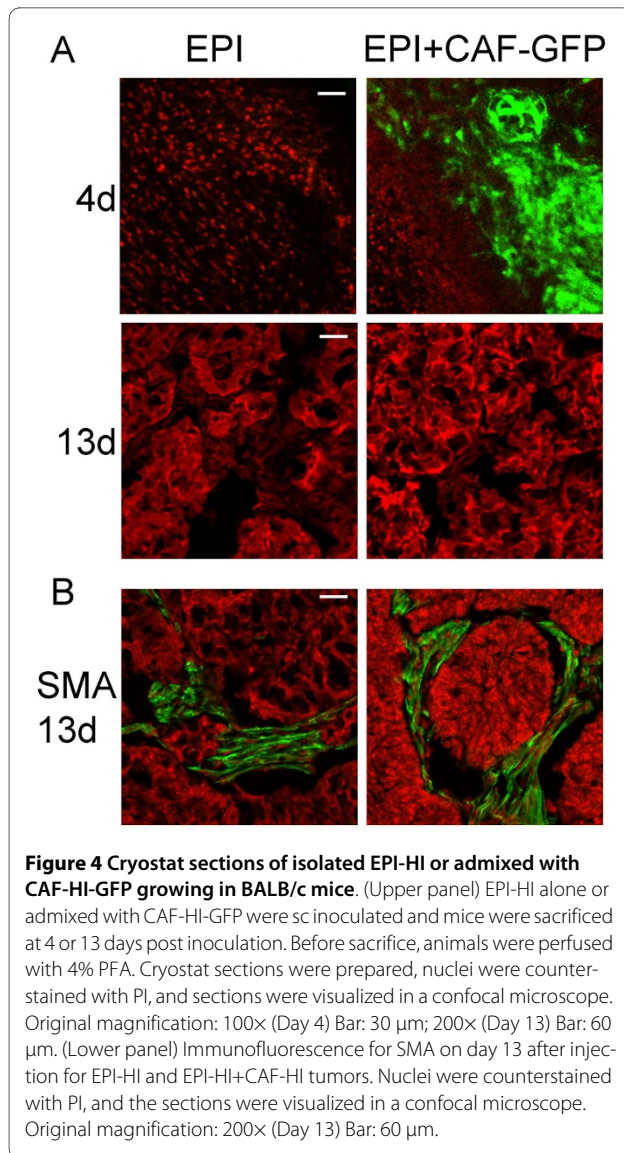 A
EPI EPI+CAF-GFP
4d
13d
B
SMA
13d
Figure 4 Cryostat sections of isolated EPI-HI or admixed with
CAF-HI-GFP growing in BALB/c mice. (Upper panel) EPI-HI alone or
admixed with CAF-HI-GFP were sc inoculated and mice were sacrificed
at 4 or 13 days post inoculation. Before sacrifice, animals were perfused
with 4% PFA. Cryostat sections were prepared, nuclei were counter-
stained with PI, and sections were visualized in a confocal microscope.
Original magnification: 100× (Day 4) Bar: 30 μm; 200× (Day 13) Bar: 60
μm. (Lower panel) Immunofluorescence for SMA on day 13 after injec-
tion for EPI-HI and EPI-HI+CAF-HI tumors. Nuclei were counterstained
with PI, and the sections were visualized in a confocal microscope.
Original magnification: 200× (Day 13) Bar: 60 μm.